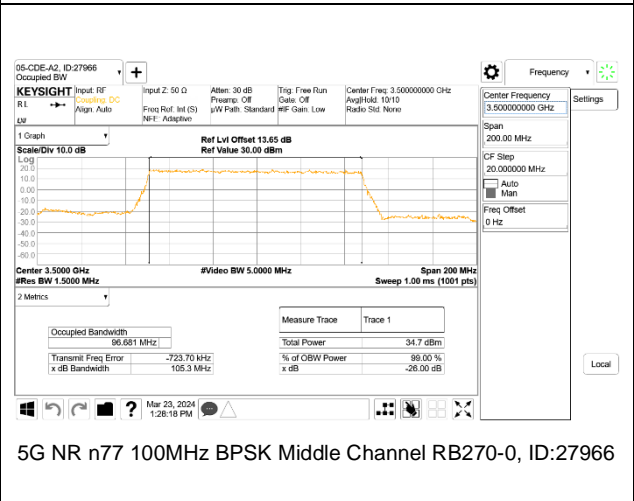 05-CDE-A2, ID:27966
Occupied BW
Frequency
KEYSIGHT
Input: RF
Input Z: 50 Ω
Atten: 30 dB
Trig: Free Run
Center Freq: 3.500000000 GHz
RL
Coupling: DC
Preamp: Off
Gate: Off
Avg|Hold: 10/10
Align: Auto
Freq Ref: Int (S)
µW Path: Standard
#IF Gain: Low
Radio Std: None
NFE: Adaptive
Center Frequency
3.500000000 GHz
Settings
Span
200.00 MHz
CF Step
20.000000 MHz
Auto
Man
Freq Offset
0 Hz
1 Graph
Ref Lvl Offset 13.65 dB
Scale/Div 10.0 dB
Ref Value 30.00 dBm
Log
20.0
10.0
0.00
-10.0
-20.0
-30.0
-40.0
-50.0
-60.0
Center 3.5000 GHz
#Video BW 5.0000 MHz
Span 200 MHz
#Res BW 1.5000 MHz
Sweep 1.00 ms (1001 pts)
2 Metrics
Measure Trace
Trace 1
Occupied Bandwidth
96.681 MHz
Total Power
34.7 dBm
Transmit Freq Error
-723.70 kHz
% of OBW Power
99.00 %
x dB Bandwidth
105.3 MHz
x dB
-26.00 dB
Local
?
Mar 23, 2024
1:28:18 PM
5G NR n77 100MHz BPSK Middle Channel RB270-0, ID:27966